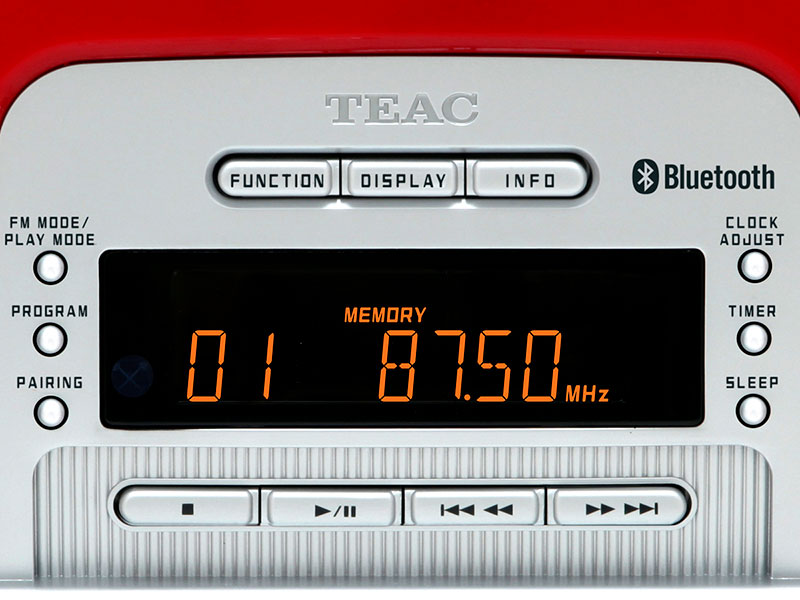 TEAC
FUNCTION DISPLAY INFO
Bluetooth
FM MODE/
PLAY MODE
CLOCK
ADJUST
PROGRAM
TIMER
PAIRING
SLEEP
MEMORY
01 87.50 MHz